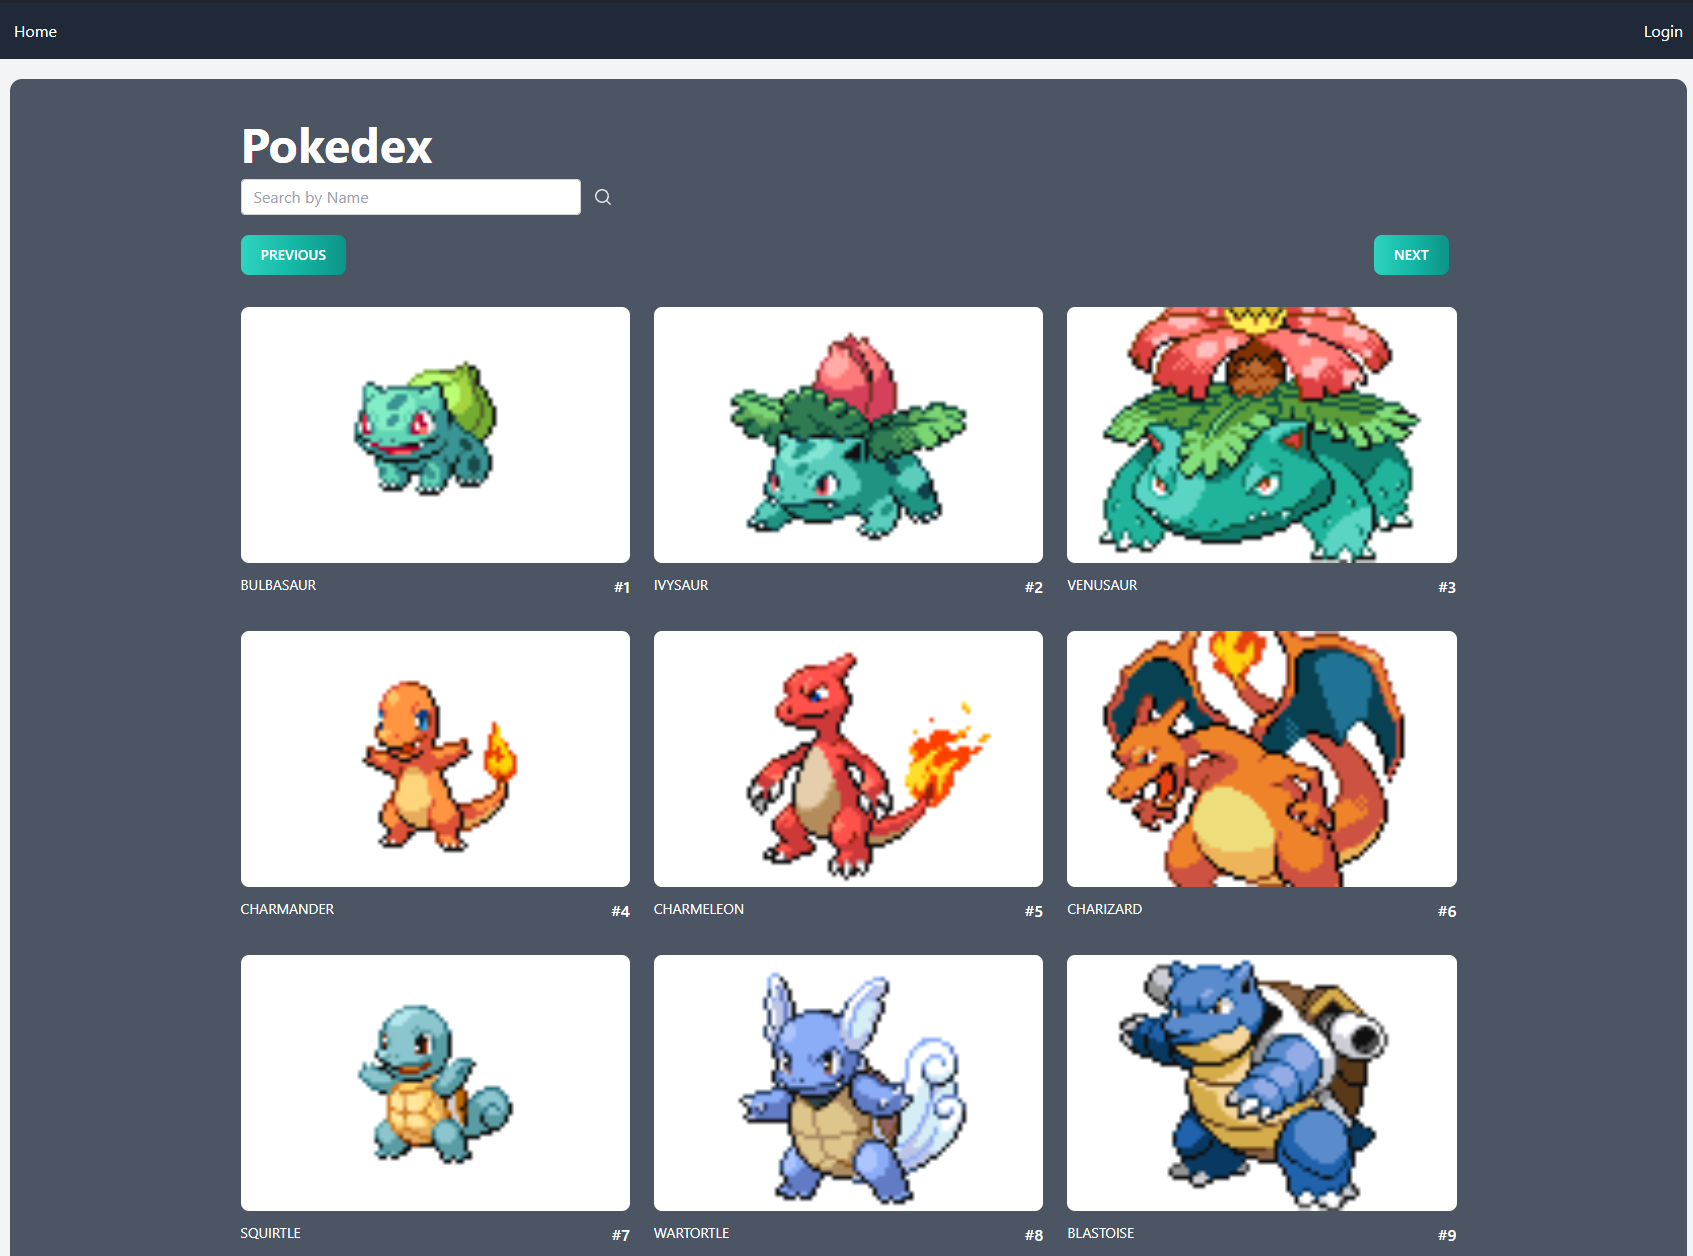 Home
Login
Pokedex
Search by Name
PREVIOUS
NEXT
BULBASAUR
#1
IVYSAUR
#2
VENUSAUR
#3
CHARMANDER
#4
CHARMELEON
#5
CHARIZARD
#6
SQUIRTLE
#7
WARTORTLE
#8
BLASTOISE
#9